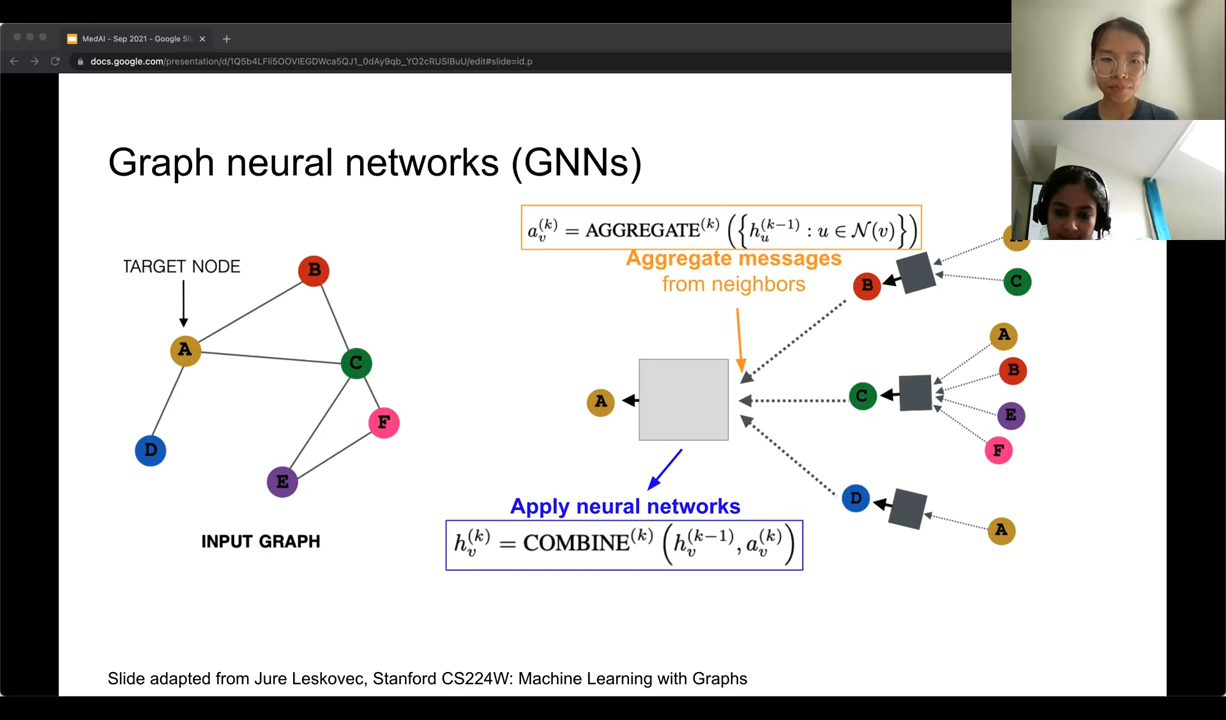 MedAI - Sep 2021 - Google Sli
docs.google.com/presentation/d/1Q5b4LFIi5OOVIEGDWca5QJ1_0dAy9qb_YO2cRUSIBuU/edit#slide=id.p
Graph neural networks (GNNs)
a_v^(k) = AGGREGATE^(k) ({h_u^(k−1) : u ∈ N(v)})
Aggregate messages
from neighbors
TARGET NODE
A
B
C
D
E
F
INPUT GRAPH
A
B
C
D
C
A
B
E
F
A
Apply neural networks
h_v^(k) = COMBINE^(k) (h_v^(k−1), a_v^(k))
Slide adapted from Jure Leskovec, Stanford CS224W: Machine Learning with Graphs